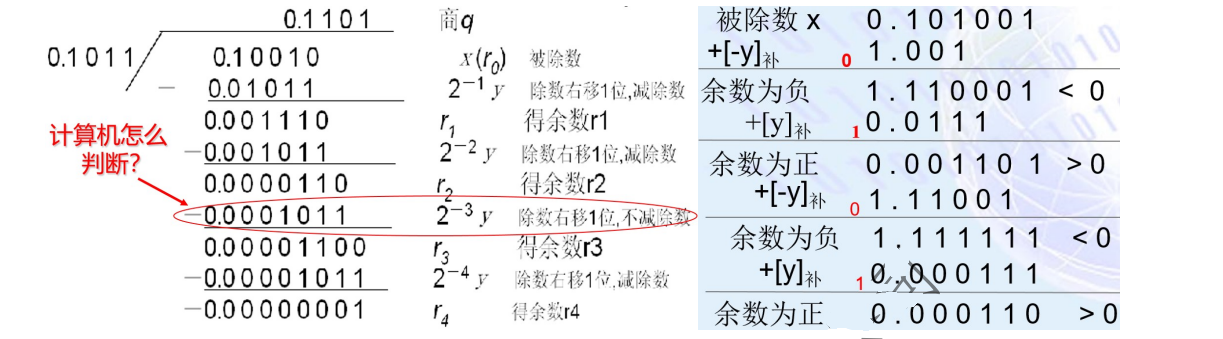 0.1101 商q
0.1011 0.10010 x(r₀) 被除数
- 0.01011 2⁻¹ y 除数右移1位,减除数
0.001110 r₁ 得余数r1
-0.001011 2⁻² y 除数右移1位,减除数
0.0000110 r₂ 得余数r2
-0.0001011 2⁻³ y 除数右移1位,不减除数
0.00001100 r₃ 得余数r3
-0.00001011 2⁻⁴ y 除数右移1位,减除数
-0.00000001 r₄ 得余数r4
计算机怎么
判断?
被除数 x 0.101001
+[-y]补 0 1.001
余数为负 1.110001 < 0
+[y]补 1 0.0111
余数为正 0.001101 >0
+[-y]补 0 1.11001
余数为负 1.111111 <0
+[y]补 1 0.000111
余数为正 0.000110 >0